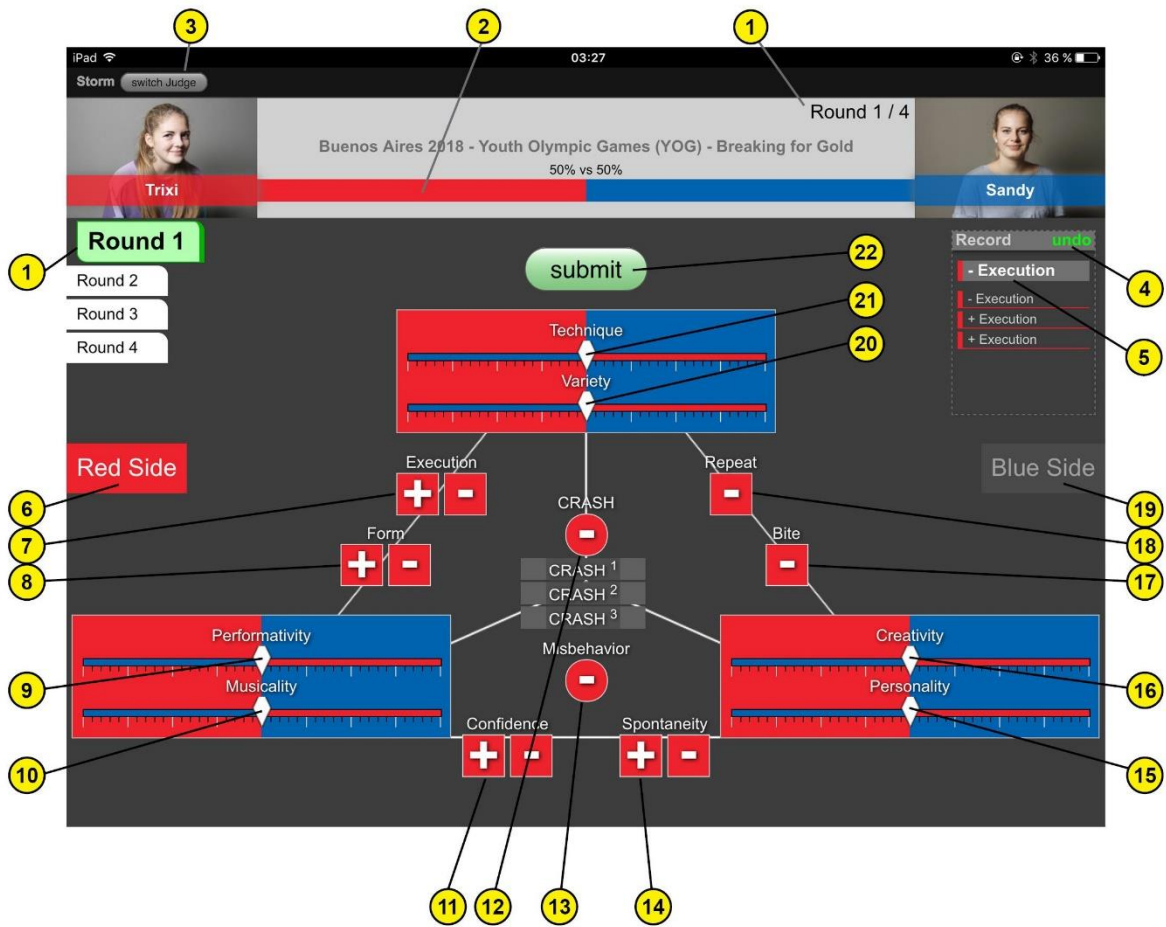 3
2
1
iPad
03:27
36 %
Storm
switch Judge
Round 1 / 4
Buenos Aires 2018 - Youth Olympic Games (YOG) - Breaking for Gold
50% vs 50%
Trixi
Sandy
1
Round 1
Round 2
Round 3
Round 4
submit
22
Record
undo
4
- Execution
- Execution
+ Execution
+ Execution
5
21
Technique
20
Variety
Red Side
6
Blue Side
19
Execution
+ -
7
Repeat
-
18
CRASH
-
Form
+ -
8
Bite
-
17
CRASH 1
CRASH 2
CRASH 3
Performativity
9
Musicality
10
Misbehavior
-
Creativity
16
Personality
15
Confidence
+ -
Spontaneity
+ -
11
12
13
14